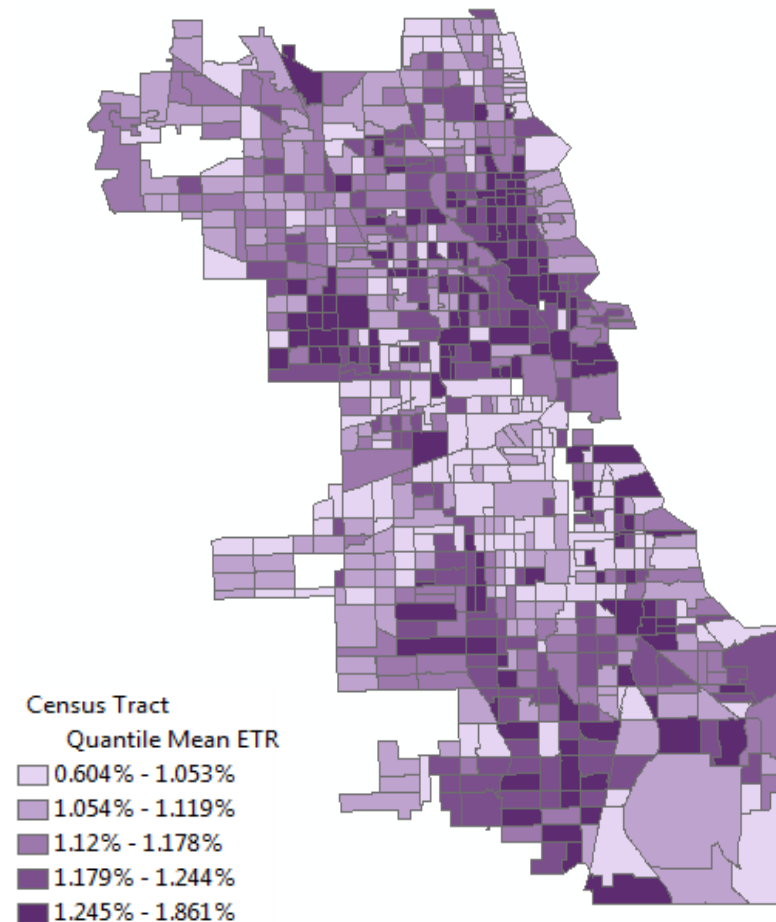 Census Tract
Quantile Mean ETR
0.604% - 1.053%
1.054% - 1.119%
1.12% - 1.178%
1.179% - 1.244%
1.245% - 1.861%